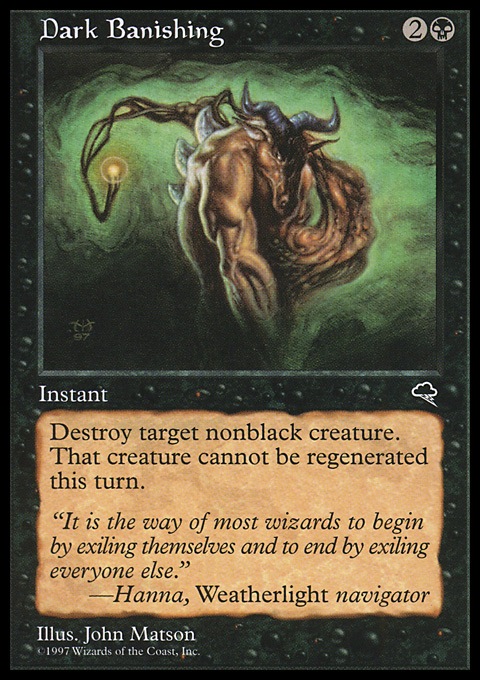 Dark Banishing
2
97
Instant
Destroy target nonblack creature.
That creature cannot be regenerated
this turn.
“It is the way of most wizards to begin
by exiling themselves and to end by exiling
everyone else.”
—Hanna, Weatherlight navigator
Illus. John Matson
©1997 Wizards of the Coast, Inc.